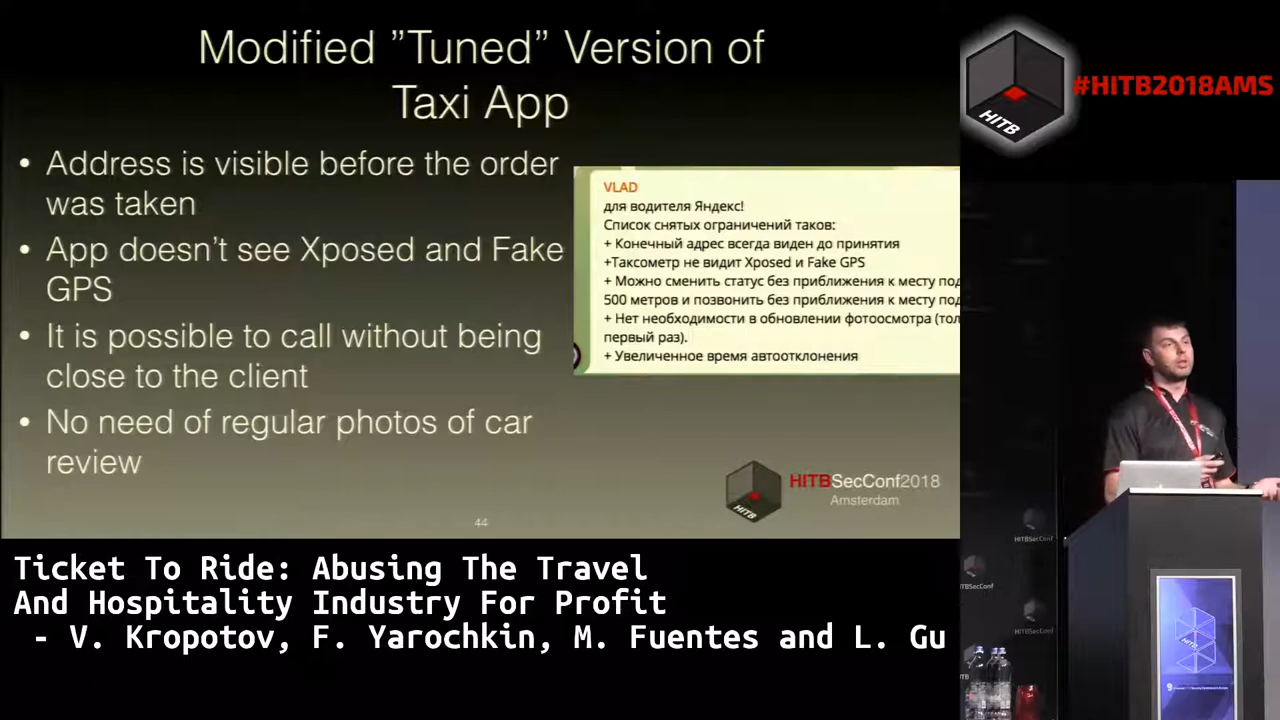 Modified ”Tuned” Version of
Taxi App
• Address is visible before the order
was taken
• App doesn’t see Xposed and Fake
GPS
• It is possible to call without being
close to the client
• No need of regular photos of car
review
VLAD
для водителя Яндекс!
Список снятых ограничений таков:
+ Конечный адрес всегда виден до принятия
+Таксометр не видит Xposed и Fake GPS
+ Можно сменить статус без приближения к месту под
500 метров и позвонить без приближения к месту под
+ Нет необходимости в обновлении фотоосмотра (тол
первый раз).
+ Увеличенное время автоотклонения
HITB
HITBSecConf2018
Amsterdam
44
HITB
#HITB2018AMS
HITBSecConf
HITBSecConf
HITBSecConf
HITB
Ticket To Ride: Abusing The Travel
And Hospitality Industry For Profit
- V. Kropotov, F. Yarochkin, M. Fuentes and L. Gu